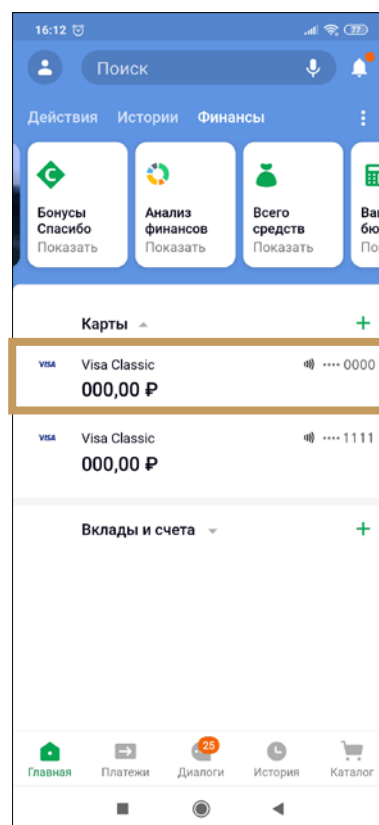 16:12 77
Поиск
Действия Истории Финансы
Бонусы
Спасибо
Показать
Анализ
финансов
Показать
Всего
средств
Показать
Карты
VISA Visa Classic •••• 0000
000,00 ₽
VISA Visa Classic •••• 1111
000,00 ₽
Вклады и счета
25
Главная Платежи Диалоги История Каталог